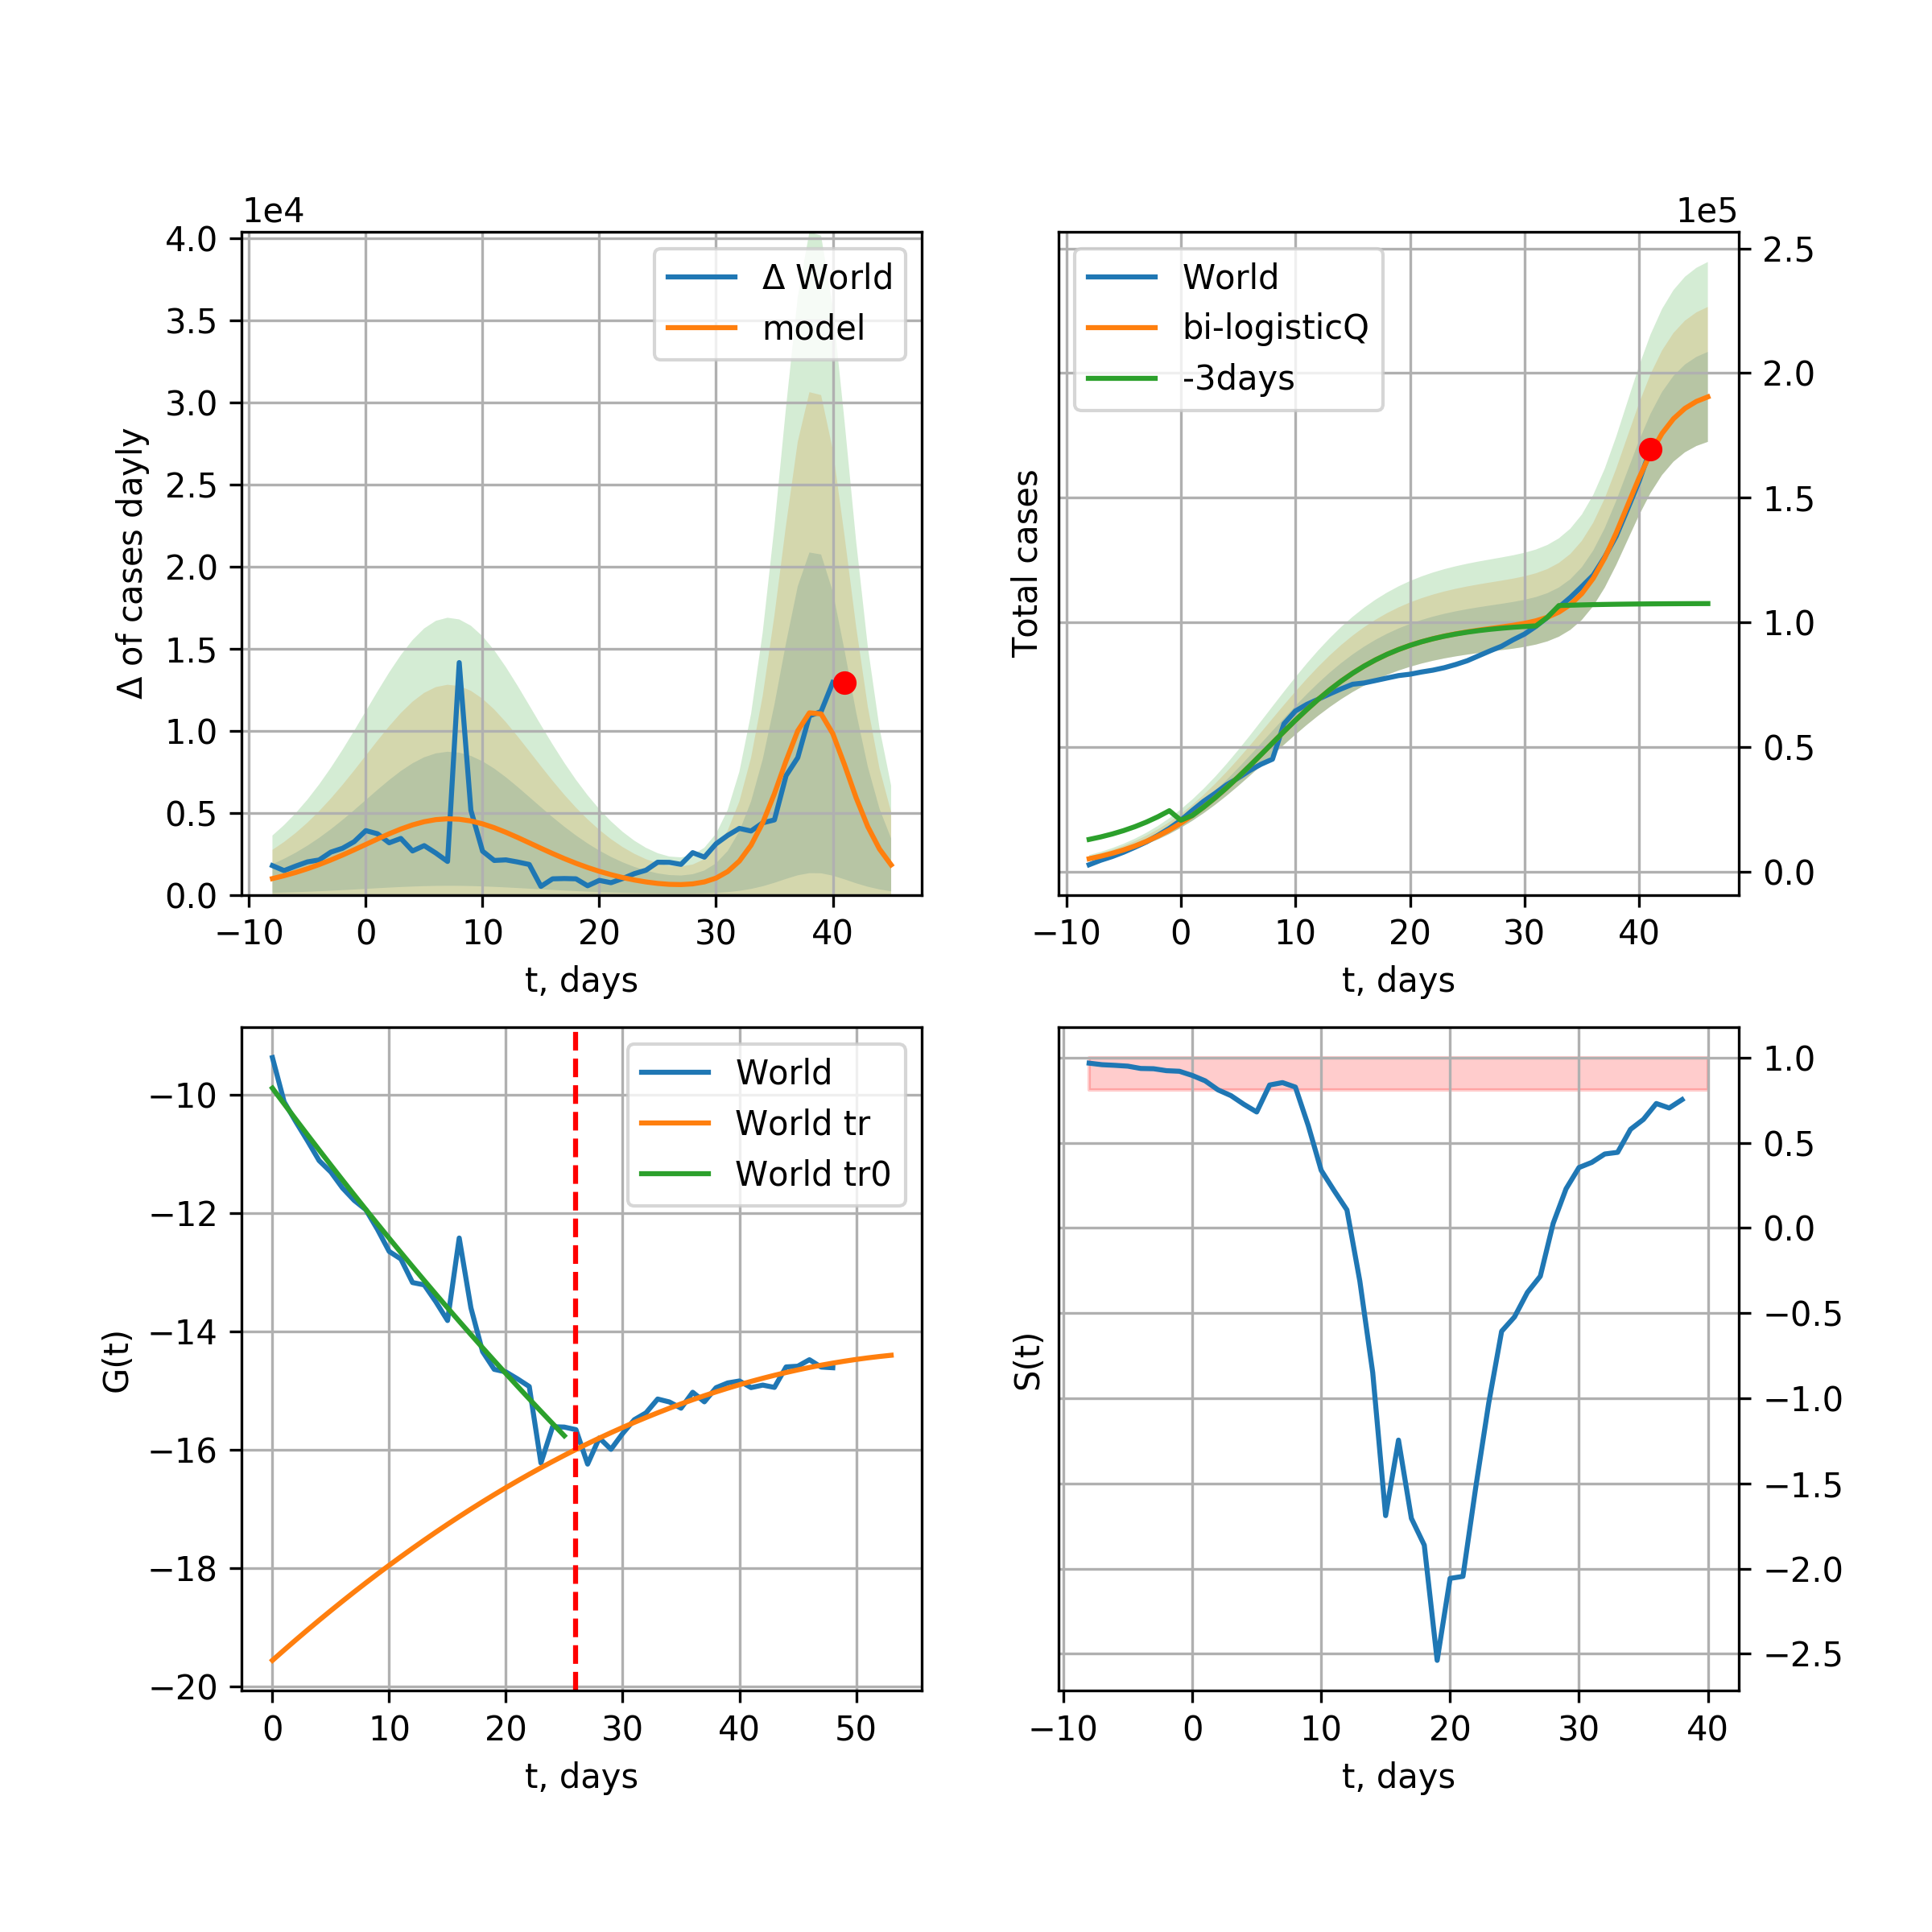 1e4
4.0
3.5
3.0
2.5
2.0
1.5
1.0
0.5
0.0
Δ of cases dayly
Δ World
model
−10 0 10 20 30 40
t, days
1e5
World
bi-logisticQ
-3days
Total cases
2.5
2.0
1.5
1.0
0.5
0.0
−10 0 10 20 30 40
t, days
−10
−12
−14
−16
−18
−20
G(t)
World
World tr
World tr0
0 10 20 30 40 50
t, days
S(t)
1.0
0.5
0.0
−0.5
−1.0
−1.5
−2.0
−2.5
−10 0 10 20 30 40
t, days